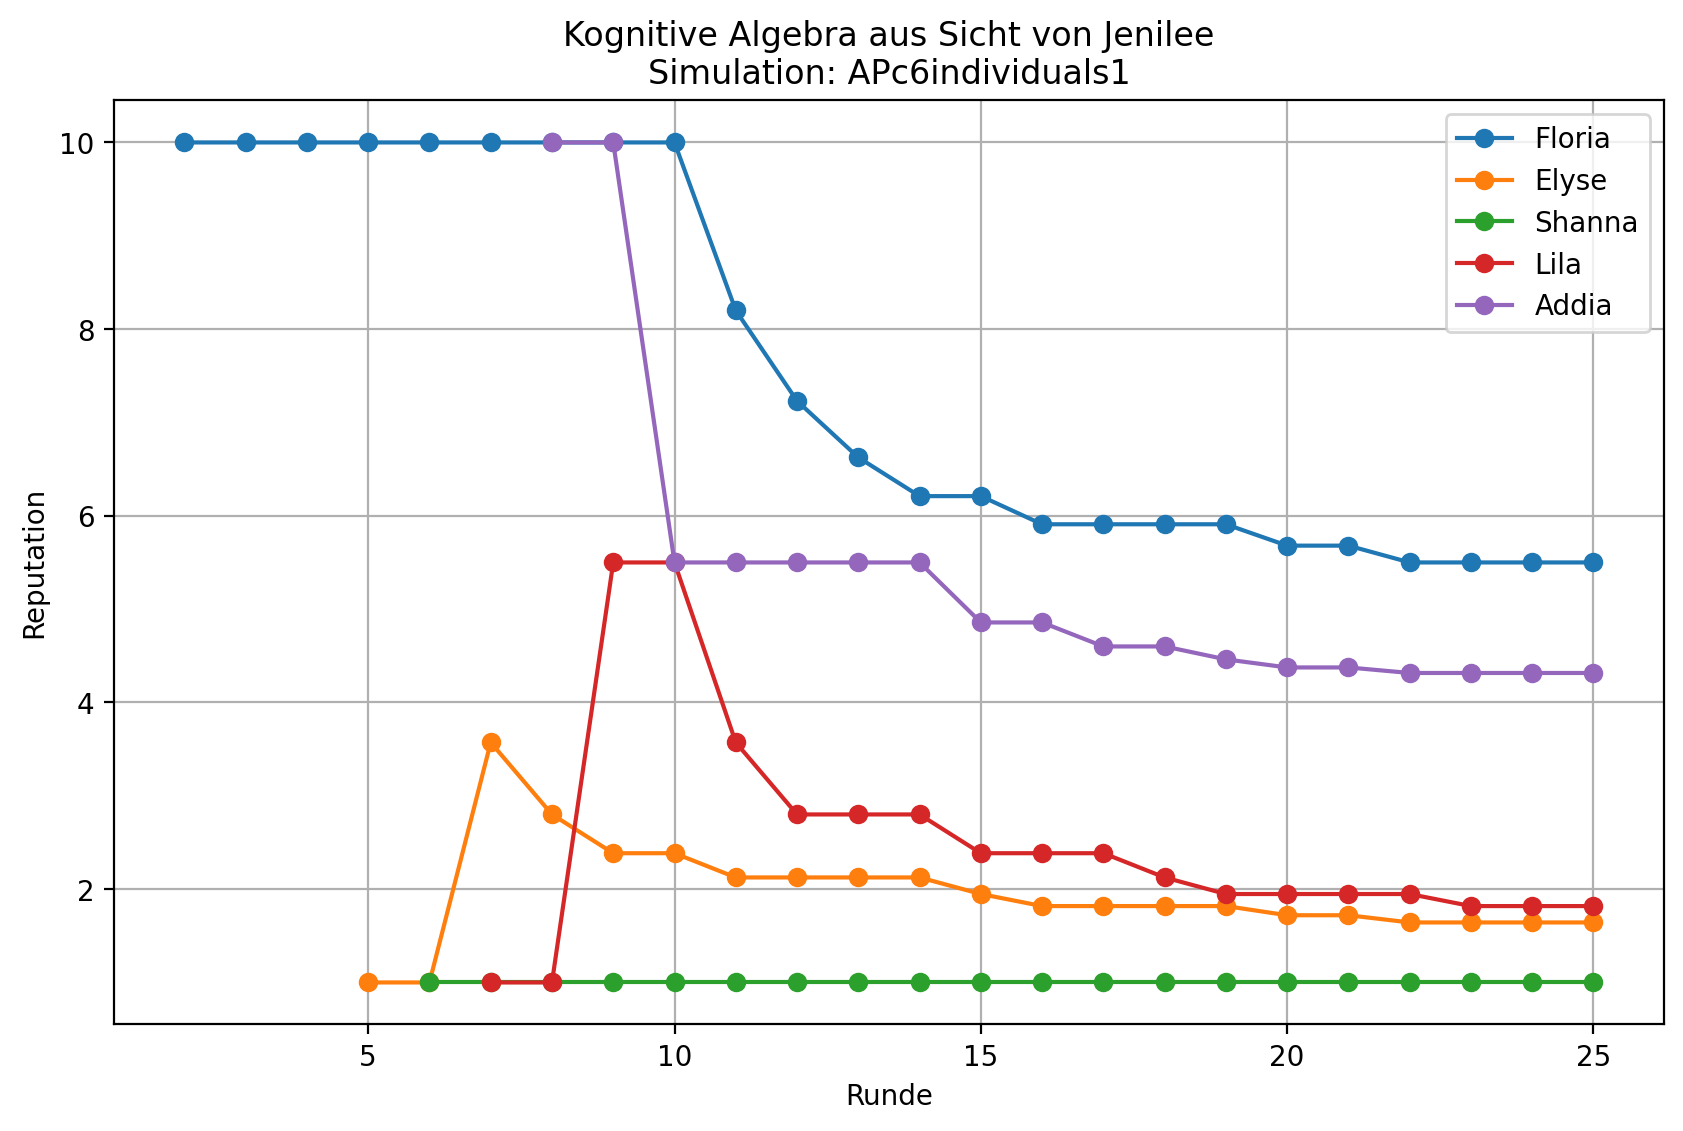 Kognitive Algebra aus Sicht von Jenilee
Simulation: APc6individuals1
Floria
Elyse
Shanna
Lila
Addia
Reputation
10
8
6
4
2
5
10
15
20
25
Runde